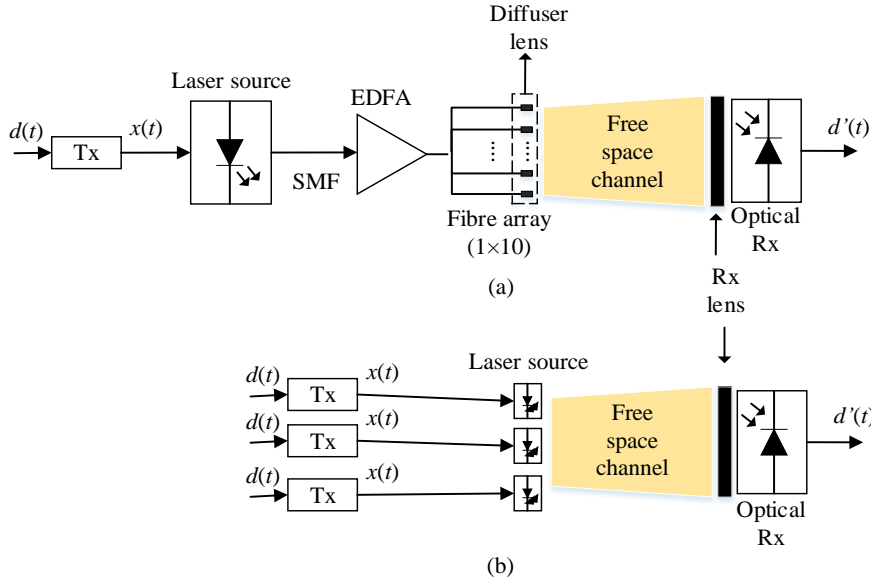 Diffuser
lens
Laser source
EDFA
d(t)
x(t)
Tx
SMF
Free
space
channel
d’(t)
Fibre array
(1×10)
Optical
Rx
(a)
Rx
lens
Laser source
d(t)
Tx
x(t)
d(t)
Tx
x(t)
d(t)
Tx
x(t)
Free
space
channel
d’(t)
Optical
Rx
(b)